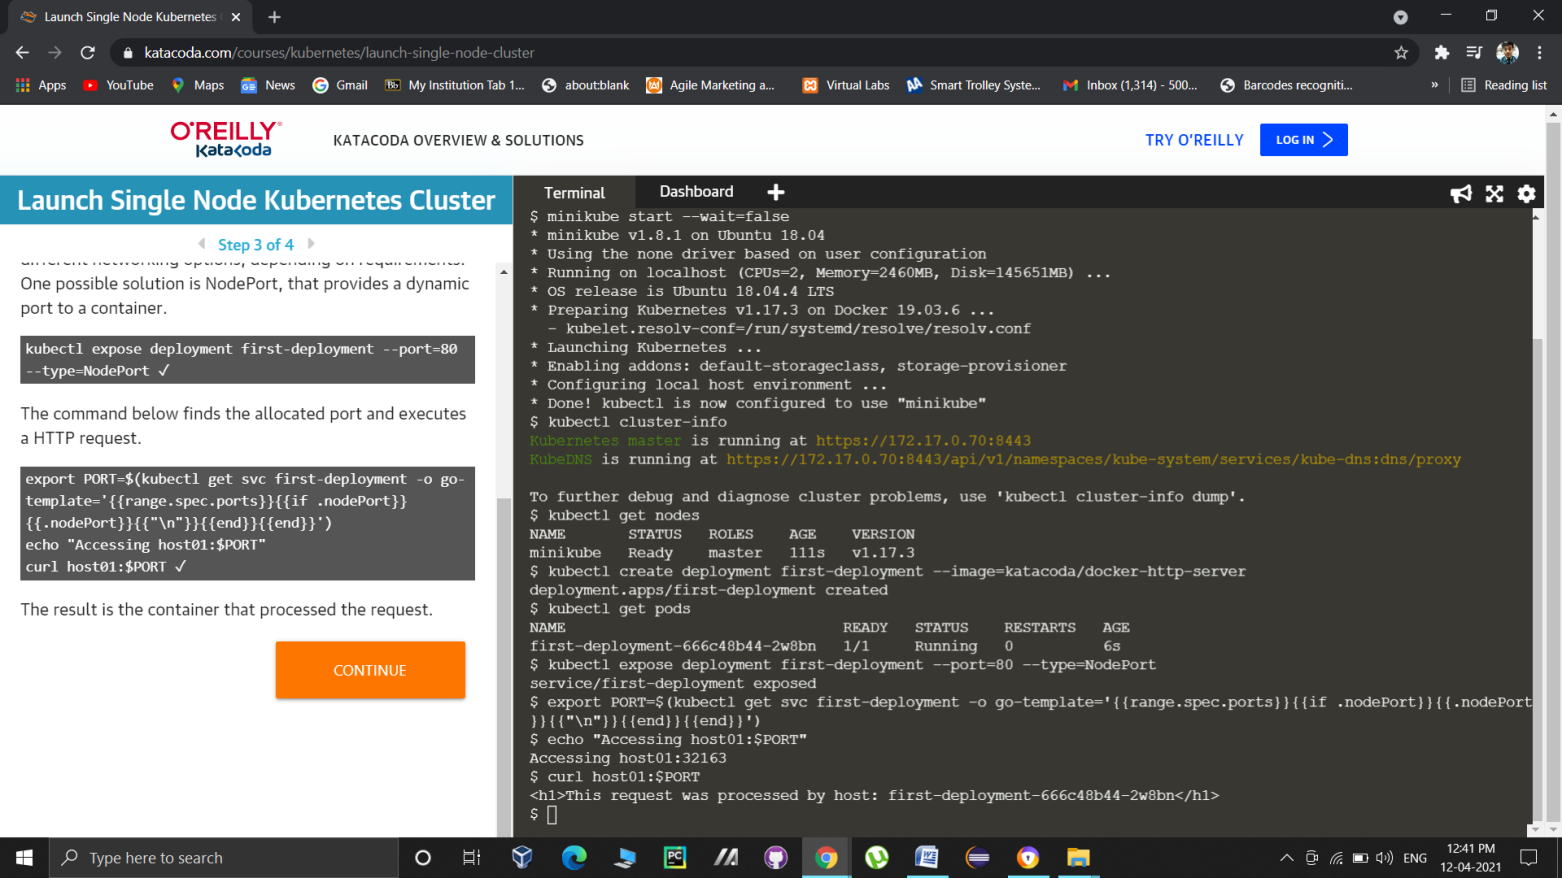 Launch Single Node Kubernetes
katacoda.com/courses/kubernetes/launch-single-node-cluster
Apps YouTube Maps News Gmail My Institution Tab 1... about:blank Agile Marketing a... Virtual Labs Smart Trolley Syste... Inbox (1,314) - 500... Barcodes recogniti... » Reading list
O'REILLY
Katacoda
KATACODA OVERVIEW & SOLUTIONS
TRY O'REILLY
LOG IN
Launch Single Node Kubernetes Cluster
Step 3 of 4
different networking options, depending on requirements.
One possible solution is NodePort, that provides a dynamic
port to a container.
kubectl expose deployment first-deployment --port=80
--type=NodePort ✓
The command below finds the allocated port and executes
a HTTP request.
export PORT=$(kubectl get svc first-deployment -o go-
template='{{range.spec.ports}}{{if .nodePort}}
{{.nodePort}}{{"\n"}}{{end}}{{end}}')
echo "Accessing host01:$PORT"
curl host01:$PORT ✓
The result is the container that processed the request.
CONTINUE
Terminal Dashboard
$ minikube start --wait=false
* minikube v1.8.1 on Ubuntu 18.04
* Using the none driver based on user configuration
* Running on localhost (CPUs=2, Memory=2460MB, Disk=145651MB) ...
* OS release is Ubuntu 18.04.4 LTS
* Preparing Kubernetes v1.17.3 on Docker 19.03.6 ...
- kubelet.resolv-conf=/run/systemd/resolve/resolv.conf
* Launching Kubernetes ...
* Enabling addons: default-storageclass, storage-provisioner
* Configuring local host environment ...
* Done! kubectl is now configured to use "minikube"
$ kubectl cluster-info
Kubernetes master is running at https://172.17.0.70:8443
KubeDNS is running at https://172.17.0.70:8443/api/v1/namespaces/kube-system/services/kube-dns:dns/proxy
To further debug and diagnose cluster problems, use 'kubectl cluster-info dump'.
$ kubectl get nodes
NAME STATUS ROLES AGE VERSION
minikube Ready master 111s v1.17.3
$ kubectl create deployment first-deployment --image=katacoda/docker-http-server
deployment.apps/first-deployment created
$ kubectl get pods
NAME READY STATUS RESTARTS AGE
first-deployment-666c48b44-2w8bn 1/1 Running 0 6s
$ kubectl expose deployment first-deployment --port=80 --type=NodePort
service/first-deployment exposed
$ export PORT=$(kubectl get svc first-deployment -o go-template='{{range.spec.ports}}{{if .nodePort}}{{.nodePort
}}{{"\n"}}{{end}}{{end}}')
$ echo "Accessing host01:$PORT"
Accessing host01:32163
$ curl host01:$PORT
<h1>This request was processed by host: first-deployment-666c48b44-2w8bn</h1>
$
Type here to search
PC
ENG
12:41 PM
12-04-2021